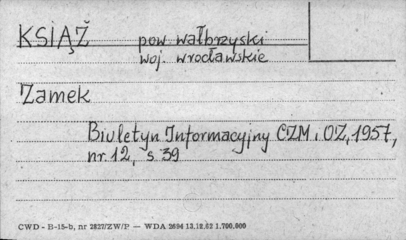 KSIĄŻ pow. wałbrzyski
woj. wrocławskie
Zamek
Biuletyn Informacyjny CZM i OZ, 1957,
nr. 12, s 39
CWD - B-15-b, nr 2827/ZW/P — WDA 2694 13.12.62 1.700.000